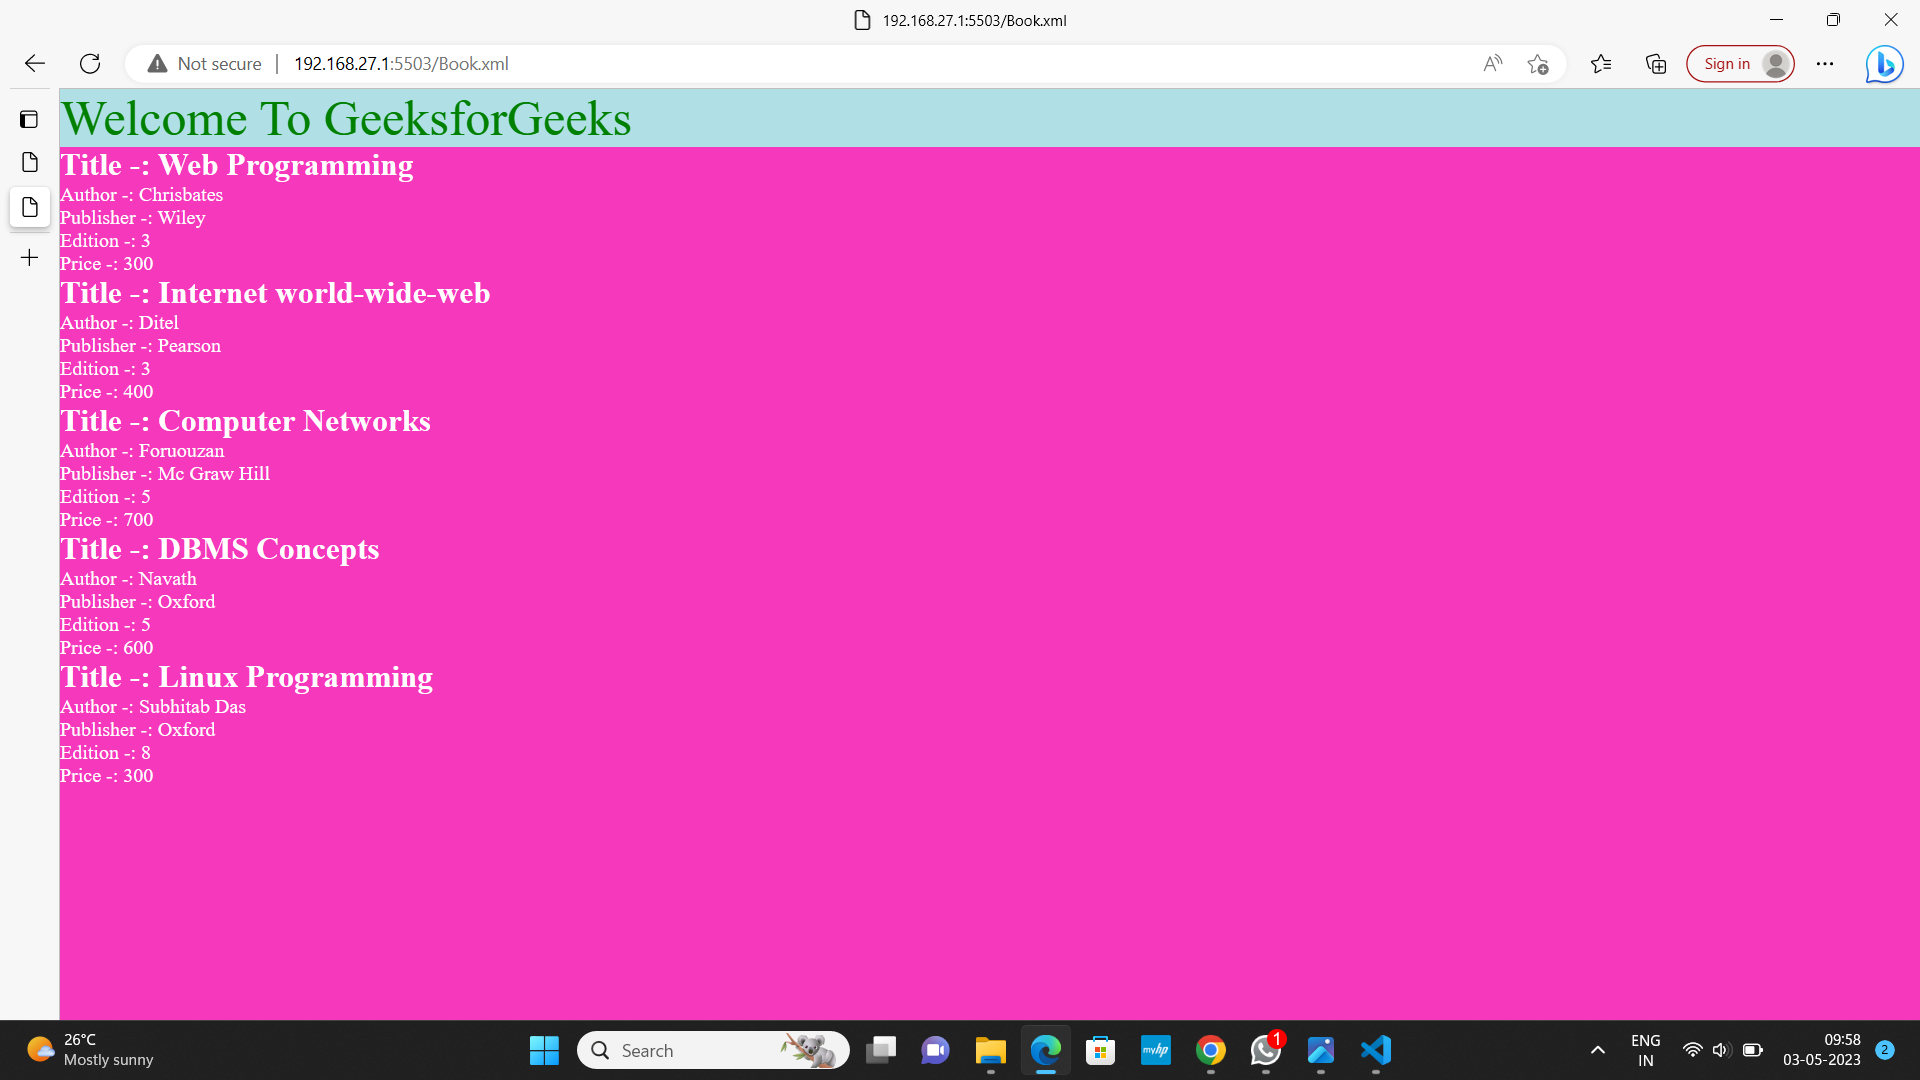 192.168.27.1:5503/Book.xml
Not secure
192.168.27.1:5503/Book.xml
Sign in
Welcome To GeeksforGeeks
Title -: Web Programming
Author -: Chrisbates
Publisher -: Wiley
Edition -: 3
Price -: 300
Title -: Internet world-wide-web
Author -: Ditel
Publisher -: Pearson
Edition -: 3
Price -: 400
Title -: Computer Networks
Author -: Foruouzan
Publisher -: Mc Graw Hill
Edition -: 5
Price -: 700
Title -: DBMS Concepts
Author -: Navath
Publisher -: Oxford
Edition -: 5
Price -: 600
Title -: Linux Programming
Author -: Subhitab Das
Publisher -: Oxford
Edition -: 8
Price -: 300
26°C
Mostly sunny
Search
myhp
1
ENG
IN
09:58
03-05-2023
2